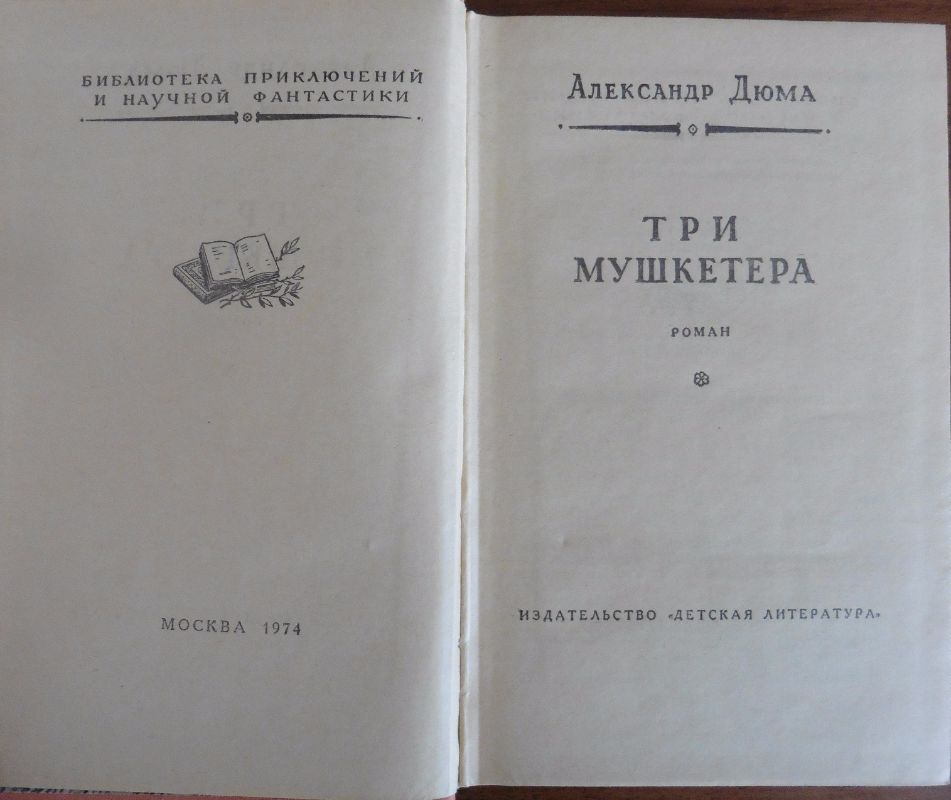 БИБЛИОТЕКА ПРИКЛЮЧЕНИЙ
И НАУЧНОЙ ФАНТАСТИКИ
МОСКВА 1974
АЛЕКСАНДР ДЮМА
ТРИ
МУШКЕТЕРА
РОМАН
ИЗДАТЕЛЬСТВО «ДЕТСКАЯ ЛИТЕРАТУРА»